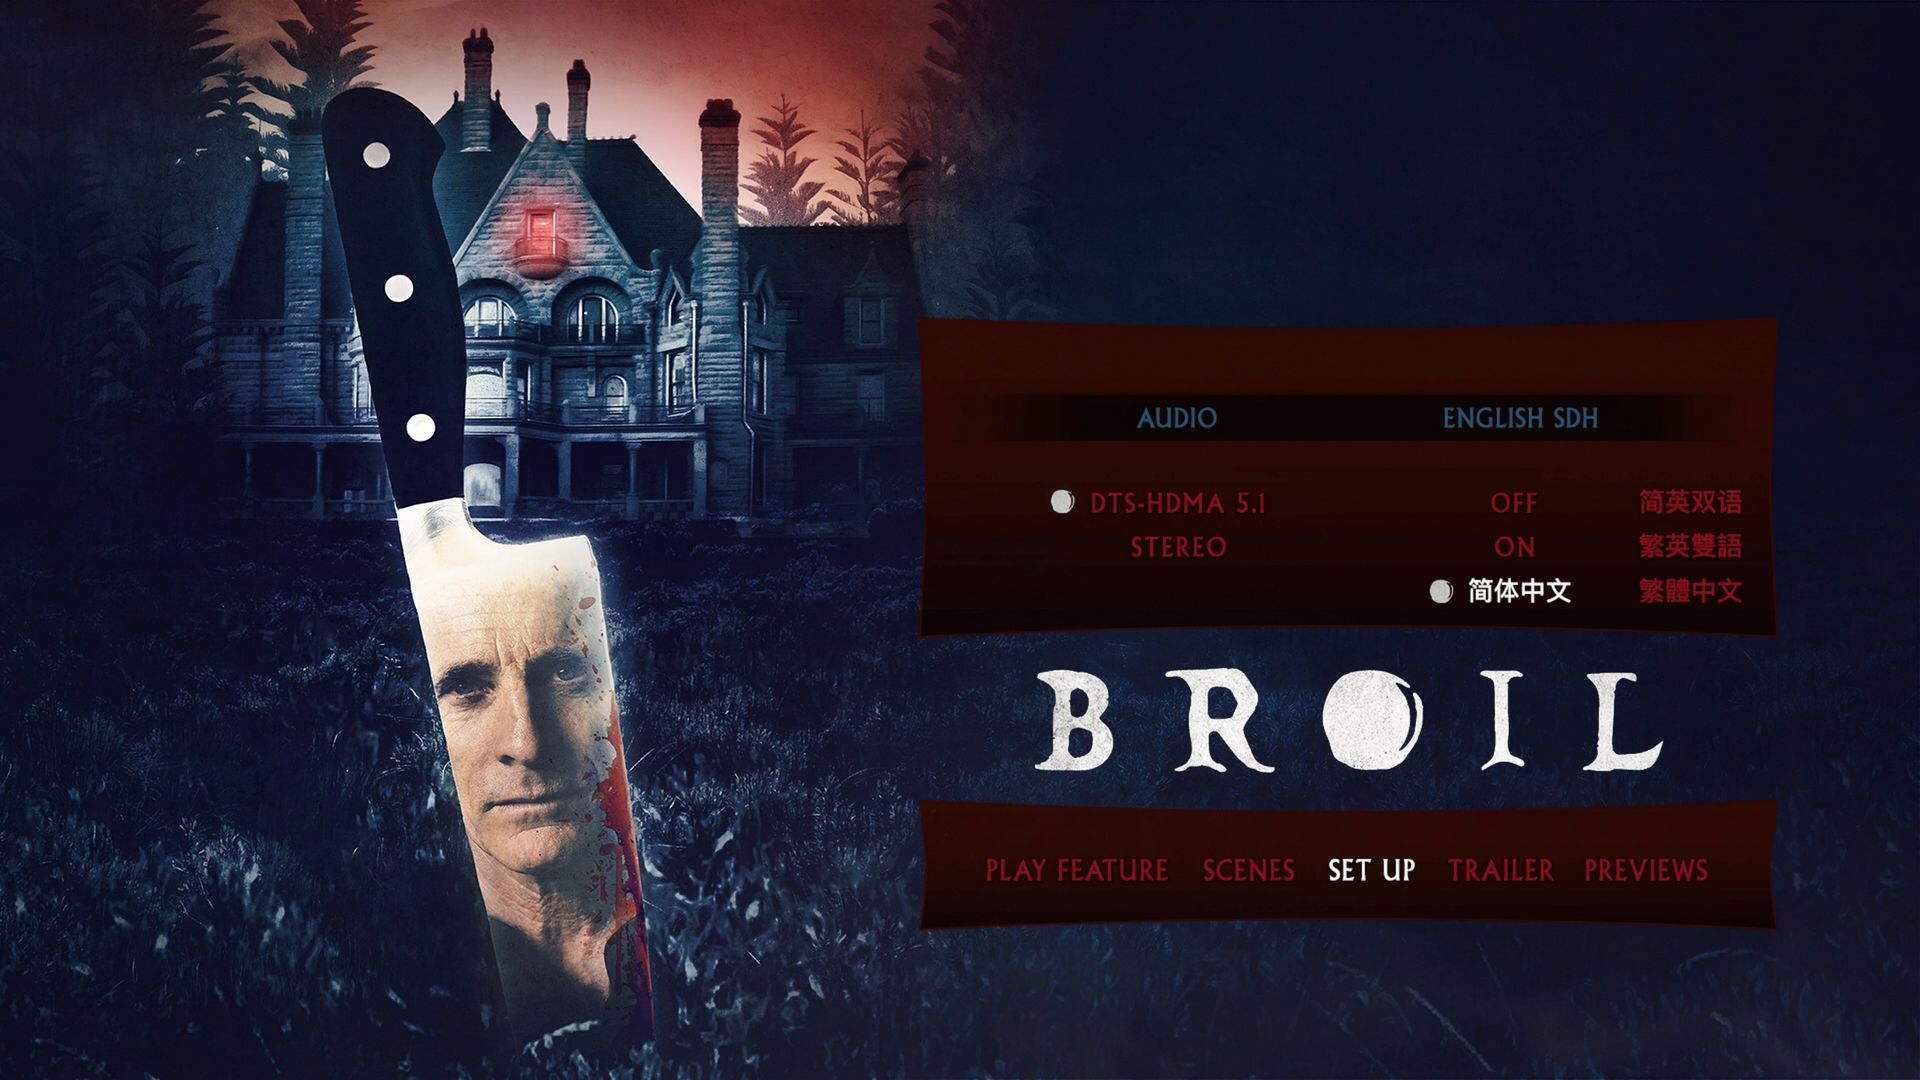 AUDIO ENGLISH SDH
DTS-HDMA 5.1 OFF 简英双语
STEREO ON 繁英雙語
简体中文 繁體中文
BROIL
PLAY FEATURE SCENES SET UP TRAILER PREVIEWS